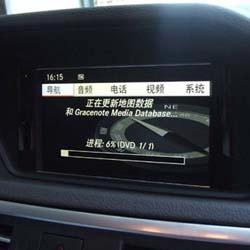 16:15
导航 音频 电话 视频 系统
正在更新地图数据
和 Gracenote Media Database...
NE
进程: 6%(DVD 1/1)